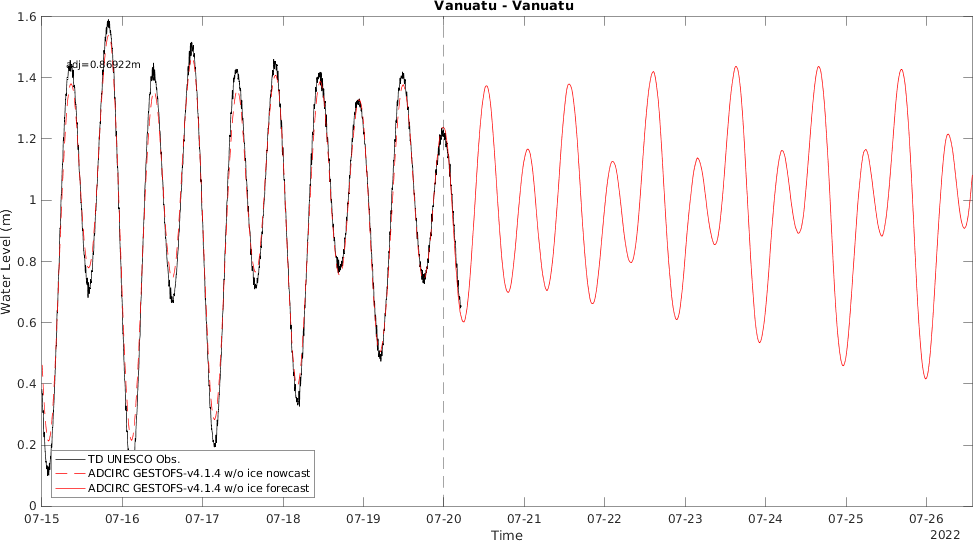 Vanuatu - Vanuatu
1.6
1.4
1.2
1
0.8
0.6
0.4
0.2
0
Water Level (m)
adj=0.86922m
TD UNESCO Obs.
ADCIRC GESTOFS-v4.1.4 w/o ice nowcast
ADCIRC GESTOFS-v4.1.4 w/o ice forecast
07-15 07-16 07-17 07-18 07-19 07-20 07-21 07-22 07-23 07-24 07-25 07-26
Time
2022